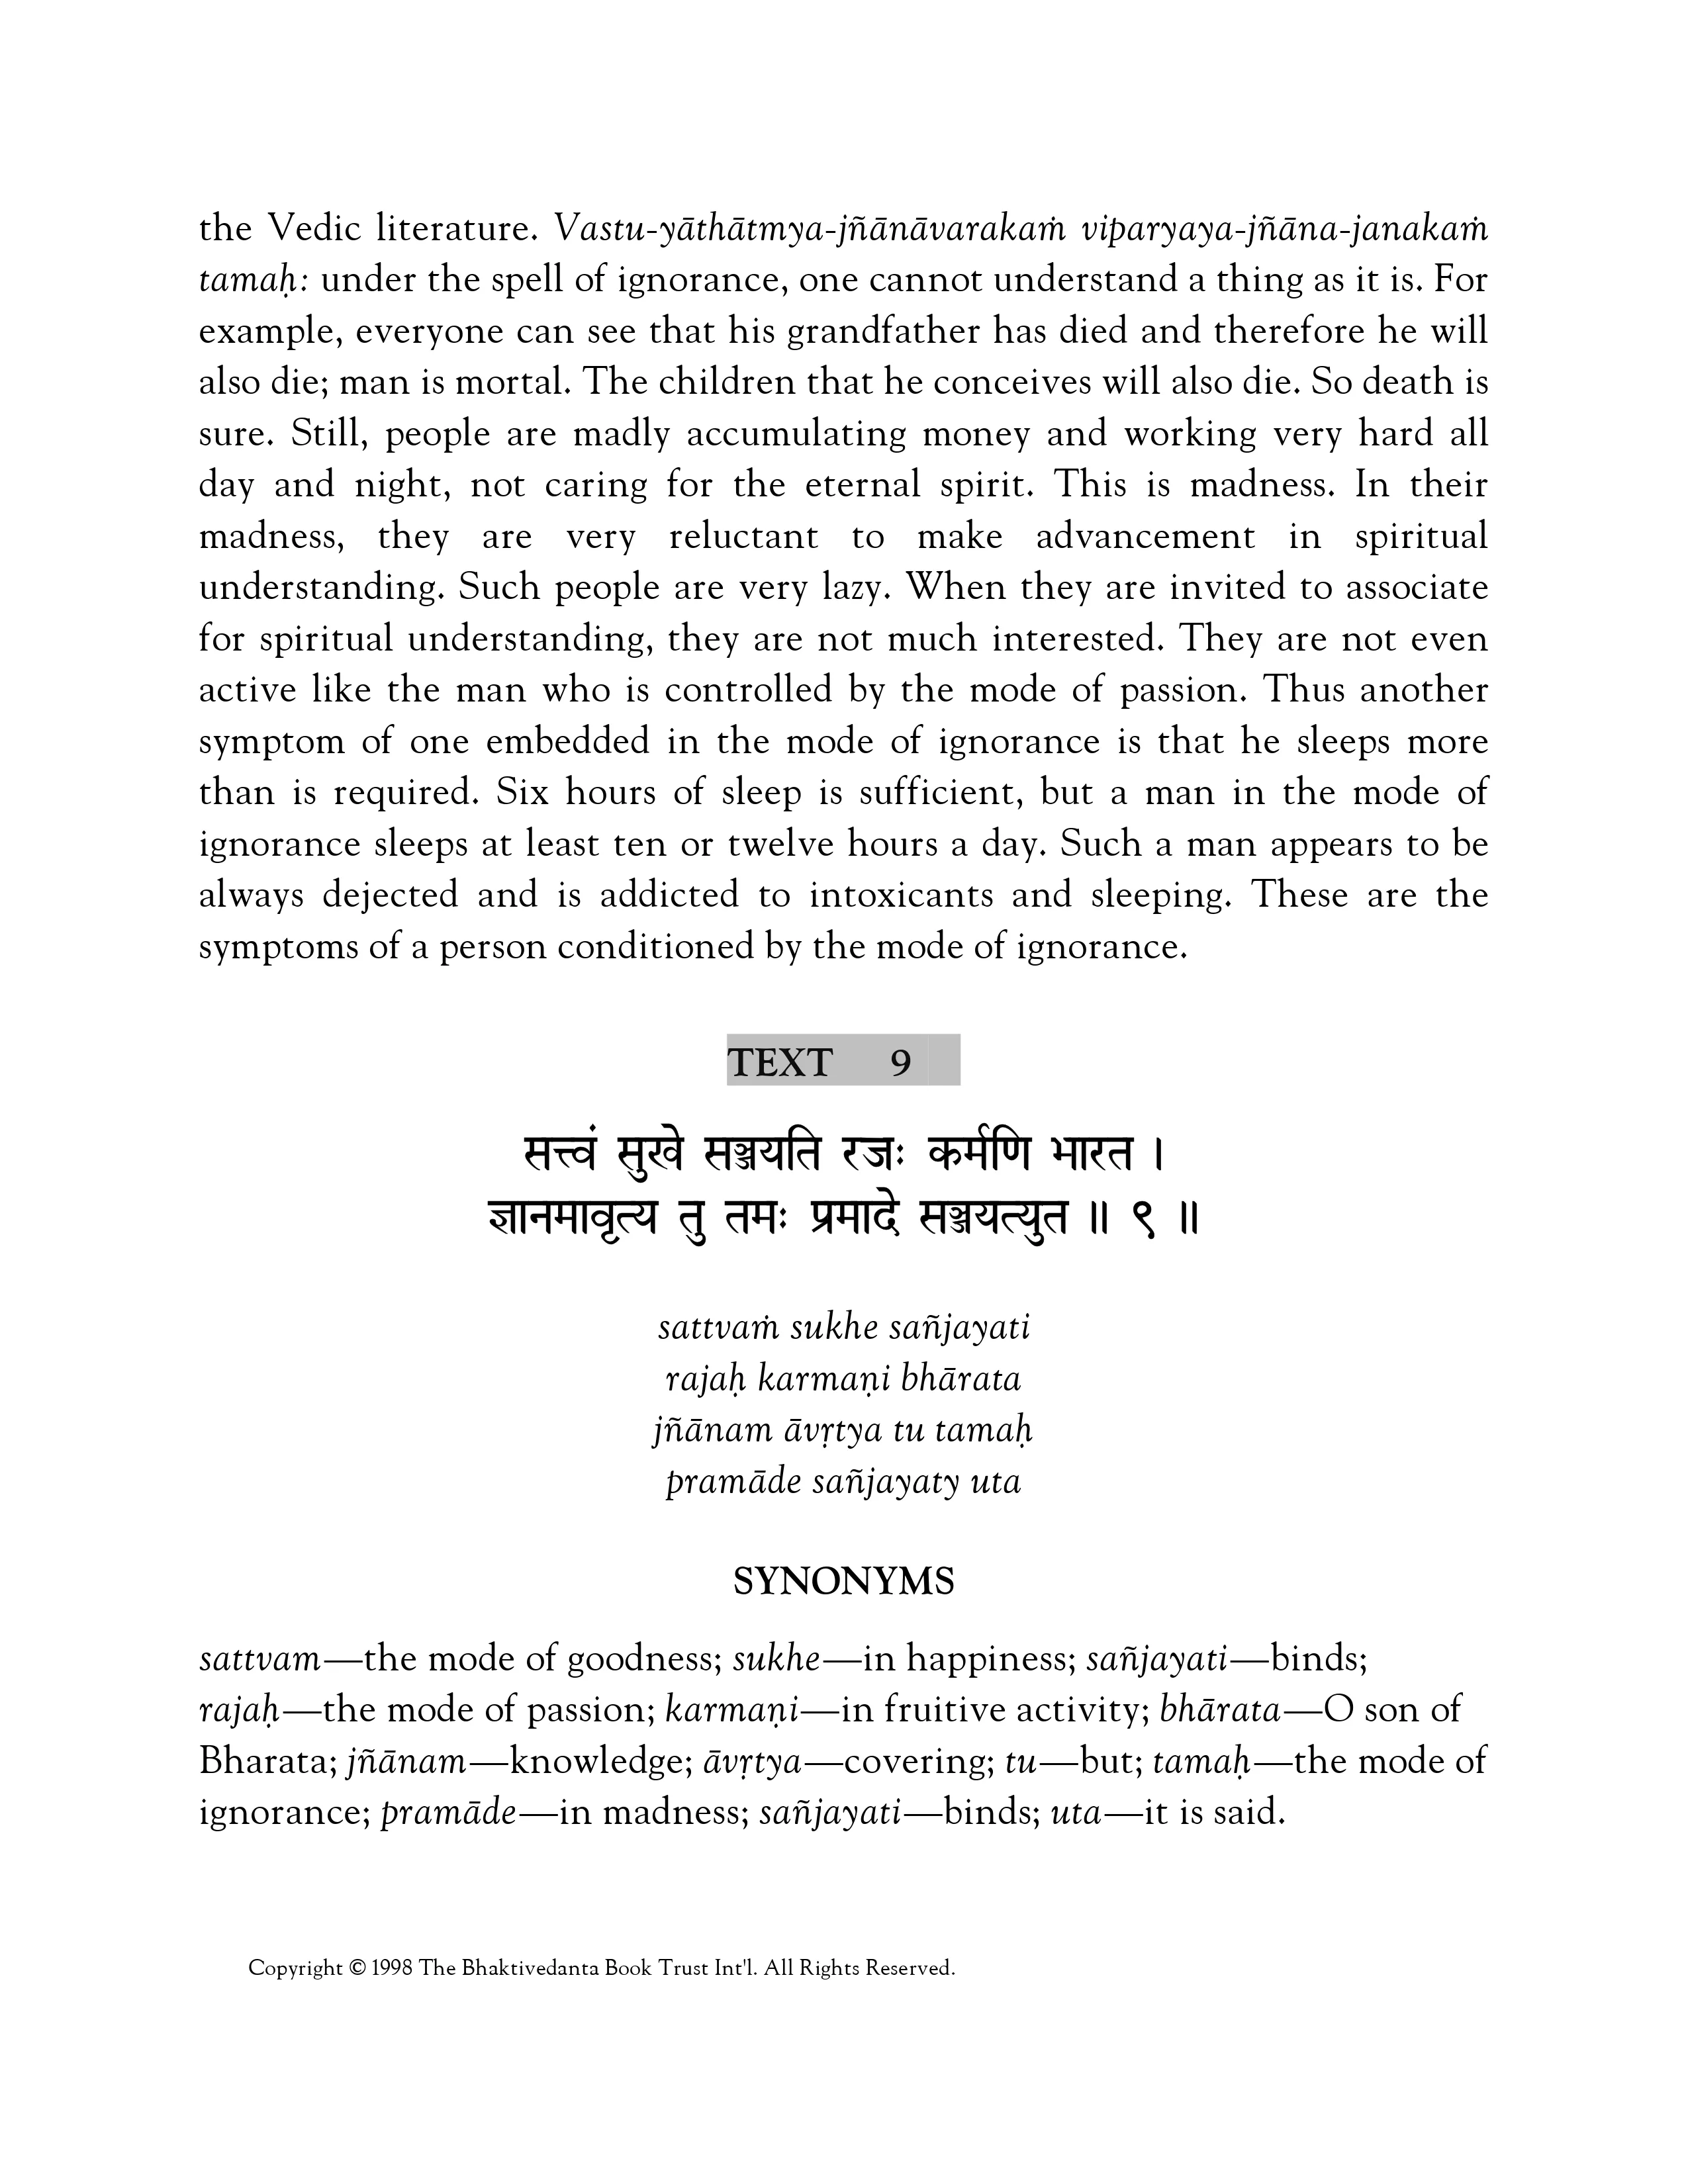 the Vedic literature. Vastu-yāthātmya-jñānāvarakaṁ viparyaya-jñāna-janakaṁ
tamaḥ: under the spell of ignorance, one cannot understand a thing as it is. For
example, everyone can see that his grandfather has died and therefore he will
also die; man is mortal. The children that he conceives will also die. So death is
sure. Still, people are madly accumulating money and working very hard all
day and night, not caring for the eternal spirit. This is madness. In their
madness, they are very reluctant to make advancement in spiritual
understanding. Such people are very lazy. When they are invited to associate
for spiritual understanding, they are not much interested. They are not even
active like the man who is controlled by the mode of passion. Thus another
symptom of one embedded in the mode of ignorance is that he sleeps more
than is required. Six hours of sleep is sufficient, but a man in the mode of
ignorance sleeps at least ten or twelve hours a day. Such a man appears to be
always dejected and is addicted to intoxicants and sleeping. These are the
symptoms of a person conditioned by the mode of ignorance.
TEXT 9
सत्त्वं सुखे सञ्जयति रजः कर्मणि भारत ।
ज्ञानमावृत्य तु तमः प्रमादे सञ्जयत्युत ॥ ९ ॥
sattvaṁ sukhe sañjayati
rajaḥ karmaṇi bhārata
jñānam āvṛtya tu tamaḥ
pramāde sañjayaty uta
SYNONYMS
sattvam—the mode of goodness; sukhe—in happiness; sañjayati—binds;
rajaḥ—the mode of passion; karmaṇi—in fruitive activity; bhārata—O son of
Bharata; jñānam—knowledge; āvṛtya—covering; tu—but; tamaḥ—the mode of
ignorance; pramāde—in madness; sañjayati—binds; uta—it is said.
Copyright © 1998 The Bhaktivedanta Book Trust Int'l. All Rights Reserved.